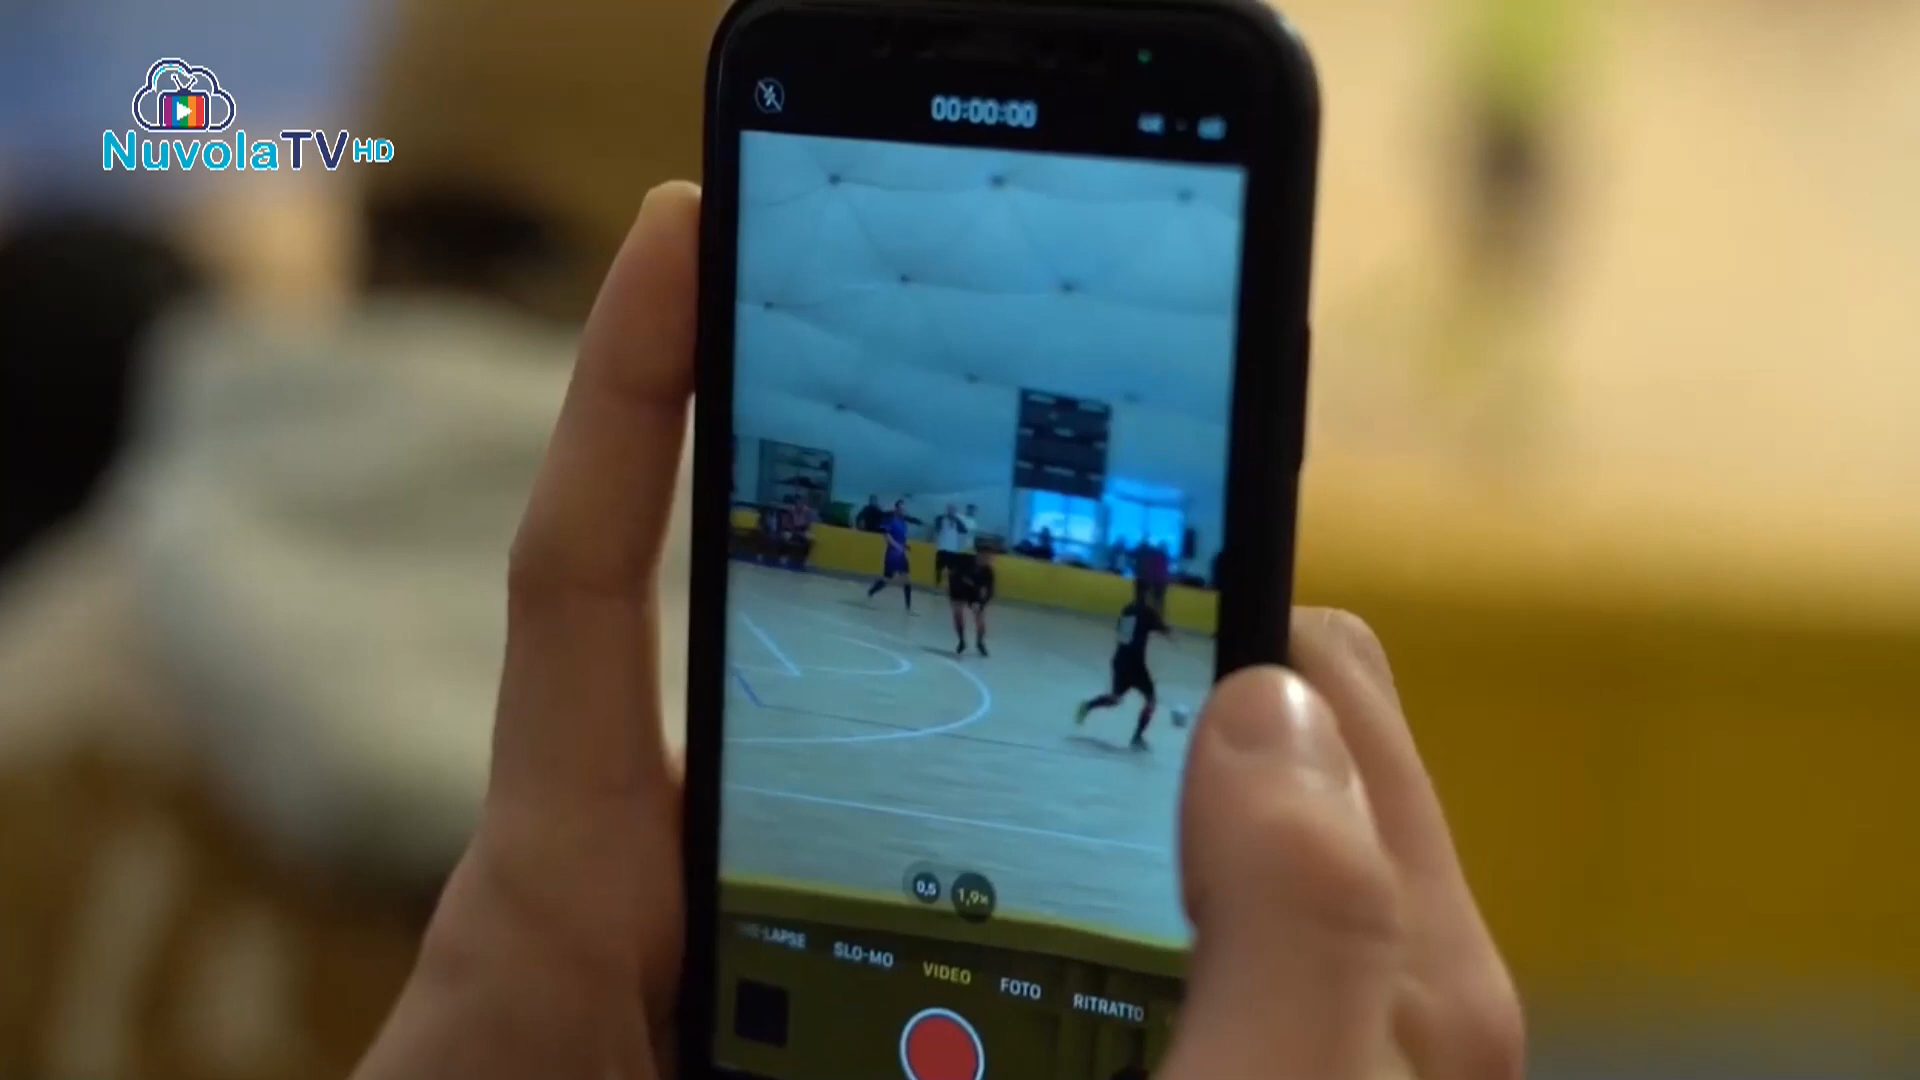 NuvolaTV HD
00:00:00
0,5 1,9×
SLO-MO
VIDEO
FOTO
RITRATTO